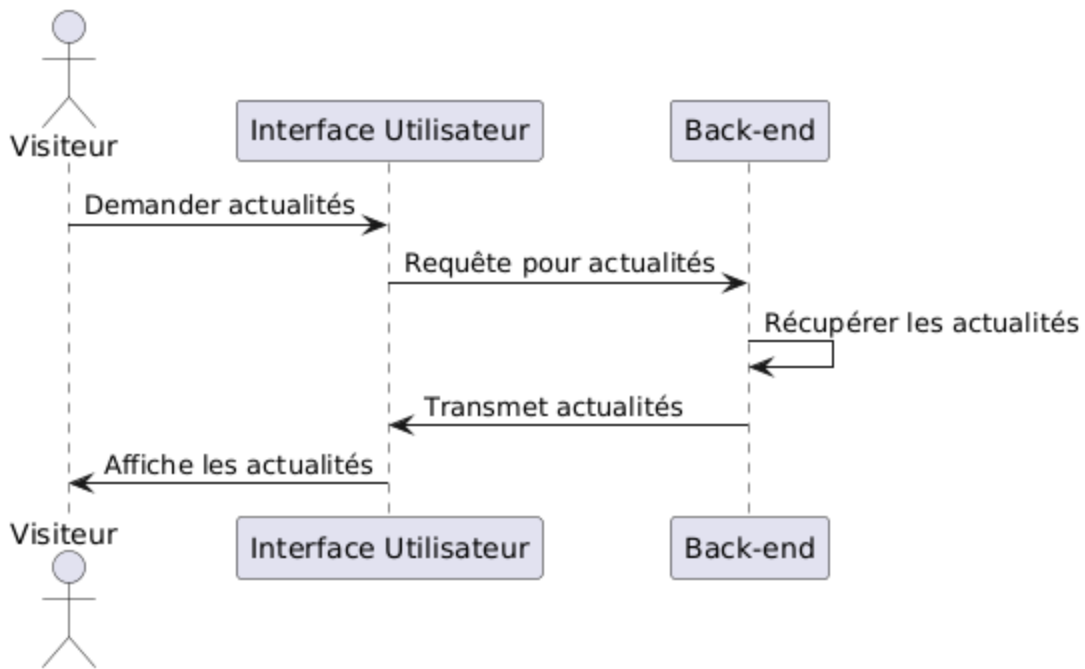 Visiteur
Interface Utilisateur
Back-end
Demander actualités
Requête pour actualités
Récupérer les actualités
Transmet actualités
Affiche les actualités
Visiteur
Interface Utilisateur
Back-end